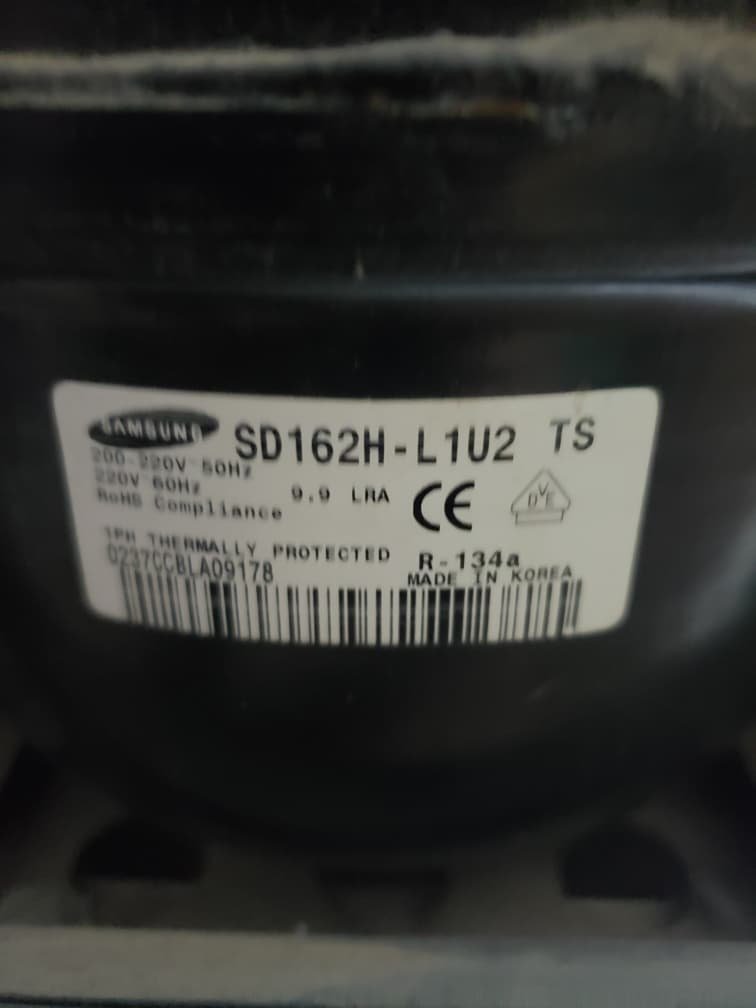 SAMSUNG SD162H-L1U2 TS
200-220V 50Hz
220V 60Hz 9.9 LRA CE DVE
RoHS Compliance
1PH THERMALLY PROTECTED R-134a
0237CCBLA09178 MADE IN KOREA